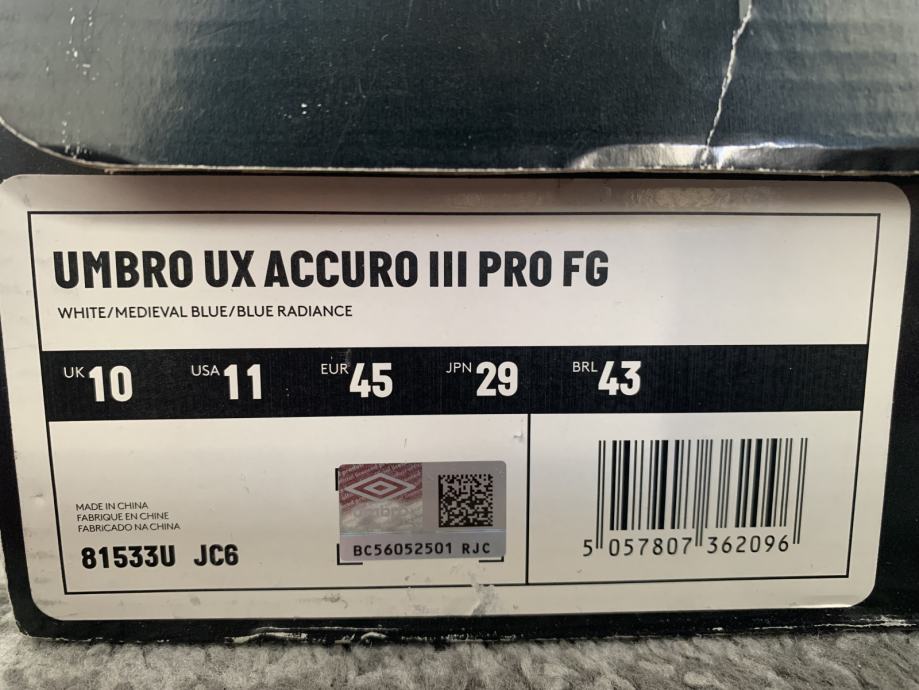 UMBRO UX ACCURO III PRO FG
WHITE/MEDIEVAL BLUE/BLUE RADIANCE
UK 10 USA 11 EUR 45 JPN 29 BRL 43
MADE IN CHINA
FABRIQUE EN CHINE
FABRICADO NA CHINA
81533U JC6
umbro
BC56052501 RJC
5 057807 362096